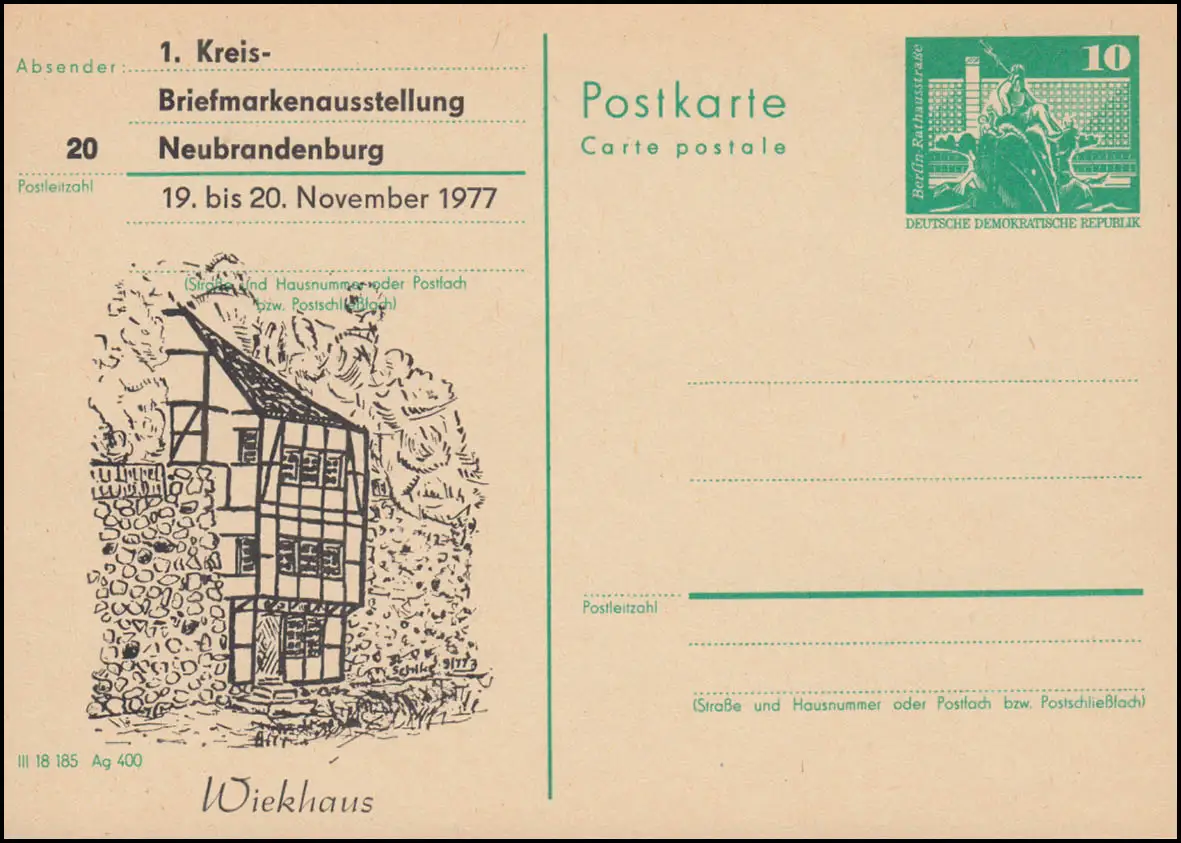 1. Kreis-
Absender:
Briefmarkenausstellung
20 Neubrandenburg
Postleitzahl
19. bis 20. November 1977
(Straße und Hausnummer oder Postfach
bzw. Postschließfach)
III 18 185 Ag 400
Wiekhaus
Postkarte
Carte postale
10
Berlin-Rathausstraße
DEUTSCHE DEMOKRATISCHE REPUBLIK
Postleitzahl
(Straße und Hausnummer oder Postfach bzw. Postschließfach)